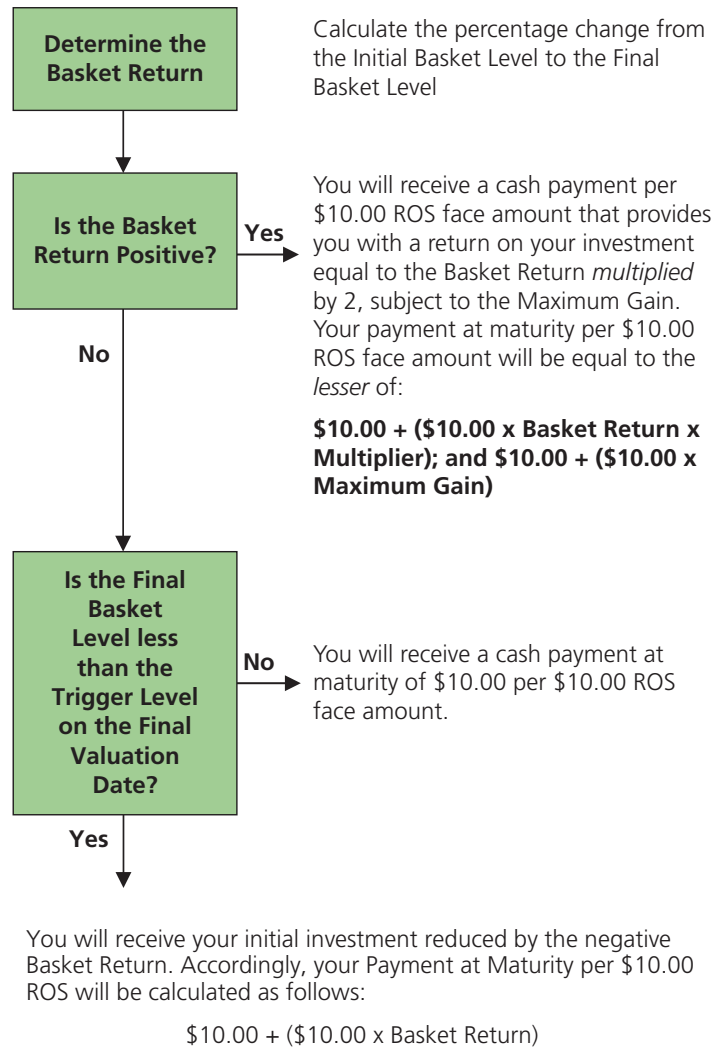 Determine the
Basket Return
Calculate the percentage change from
the Initial Basket Level to the Final
Basket Level
Is the Basket
Return Positive?
Yes
You will receive a cash payment per
$10.00 ROS face amount that provides
you with a return on your investment
equal to the Basket Return multiplied
by 2, subject to the Maximum Gain.
Your payment at maturity per $10.00
ROS face amount will be equal to the
lesser of:
$10.00 + ($10.00 x Basket Return x
Multiplier); and $10.00 + ($10.00 x
Maximum Gain)
No
Is the Final
Basket
Level less
than the
Trigger Level
on the Final
Valuation
Date?
No
You will receive a cash payment at
maturity of $10.00 per $10.00 ROS
face amount.
Yes
You will receive your initial investment reduced by the negative
Basket Return. Accordingly, your Payment at Maturity per $10.00
ROS will be calculated as follows:
$10.00 + ($10.00 x Basket Return)